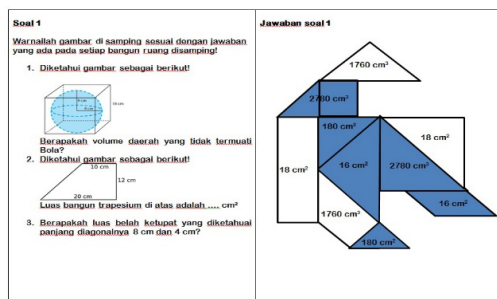 Soal 1
Warnailah gambar di samping sesuai dengan jawaban
yang ada pada setiap bangun ruang disamping!
1. Diketahui gambar sebagai berikut!
Berapakah volume daerah yang tidak termuati
Bola?
2. Diketahui gambar sebagai berikut!
10 cm
12 cm
20 cm
Luas bangun trapesium di atas adalah .... cm²
3. Berapakah luas belah ketupat yang diketahuai
panjang diagonalnya 8 cm dan 4 cm?
Jawaban soal 1
1760 cm³
2780 cm³
180 cm²
18 cm²
18 cm²
16 cm²
2780 cm³
16 cm²
1760 cm³
180 cm²